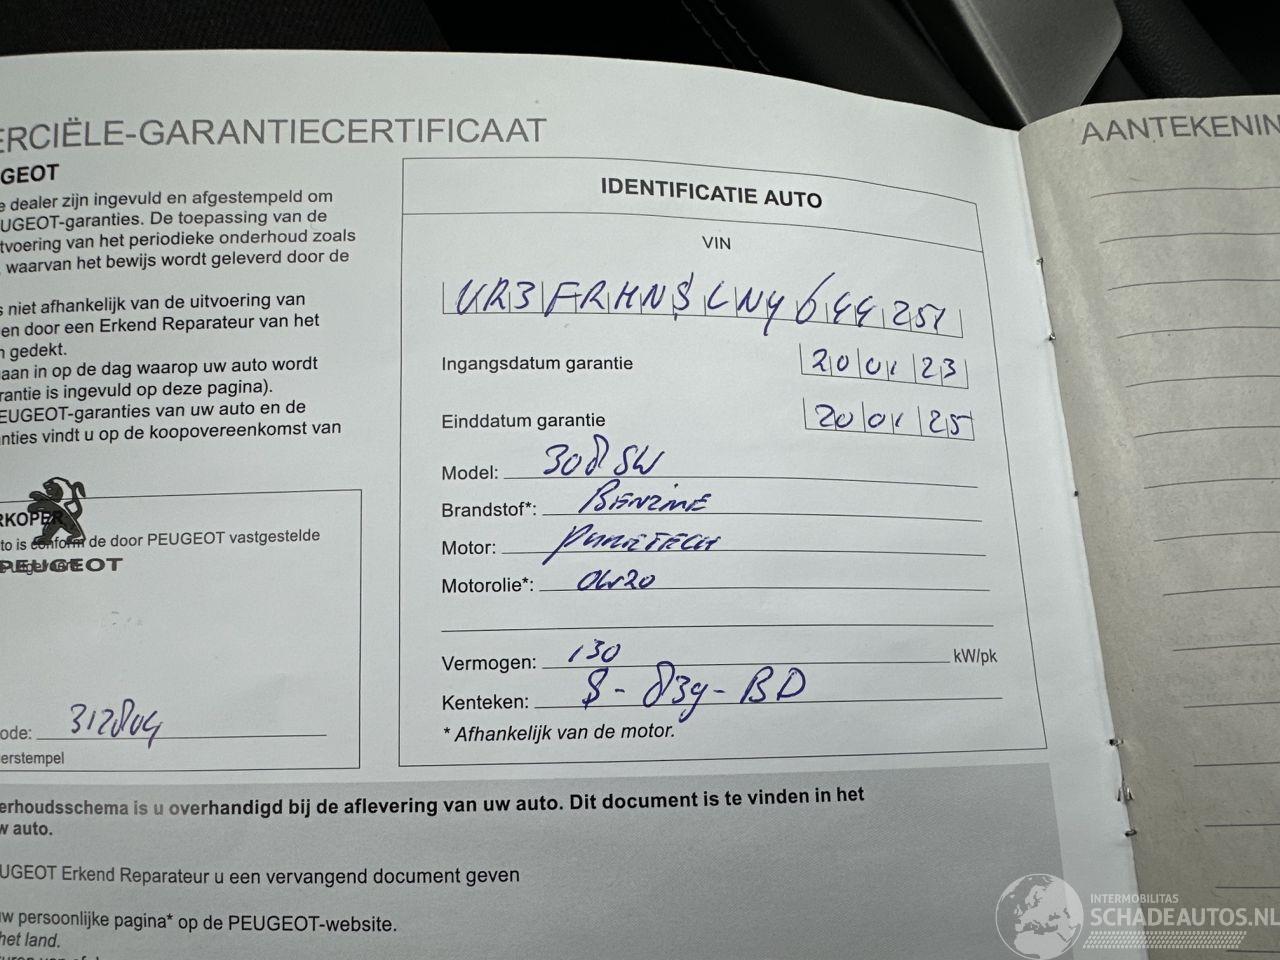 ERCIËLE-GARANTIECERTIFICAAT
GEOT
e dealer zijn ingevuld en afgestempeld om
EUGEOT-garanties. De toepassing van de
tvoering van het periodieke onderhoud zoals
, waarvan het bewijs wordt geleverd door de
s niet afhankelijk van de uitvoering van
en door een Erkend Reparateur van het
n gedekt.
aan in op de dag waarop uw auto wordt
rantie is ingevuld op deze pagina).
EUGEOT-garanties van uw auto en de
nties vindt u op de koopovereenkomst van
RKOPER
to is conform de door PEUGEOT vastgestelde
PEUGEOT
ode: 312804
erstempel
IDENTIFICATIE AUTO
VIN
VR3FRHNSLNY644251
Ingangsdatum garantie 20 01 23
Einddatum garantie 20 01 25
Model: 308 SW
Brandstof*: BENZINE
Motor: PURETECH
Motorolie*: 0W20
Vermogen: 130 kW/pk
Kenteken: S-839-BD
* Afhankelijk van de motor.
erhoudsschema is u overhandigd bij de aflevering van uw auto. Dit document is te vinden in het
w auto.
UGEOT Erkend Reparateur u een vervangend document geven
uw persoonlijke pagina* op de PEUGEOT-website.
het land.
AANTEKENIN
INTERMOBILITAS
SCHADEAUTOS.NL